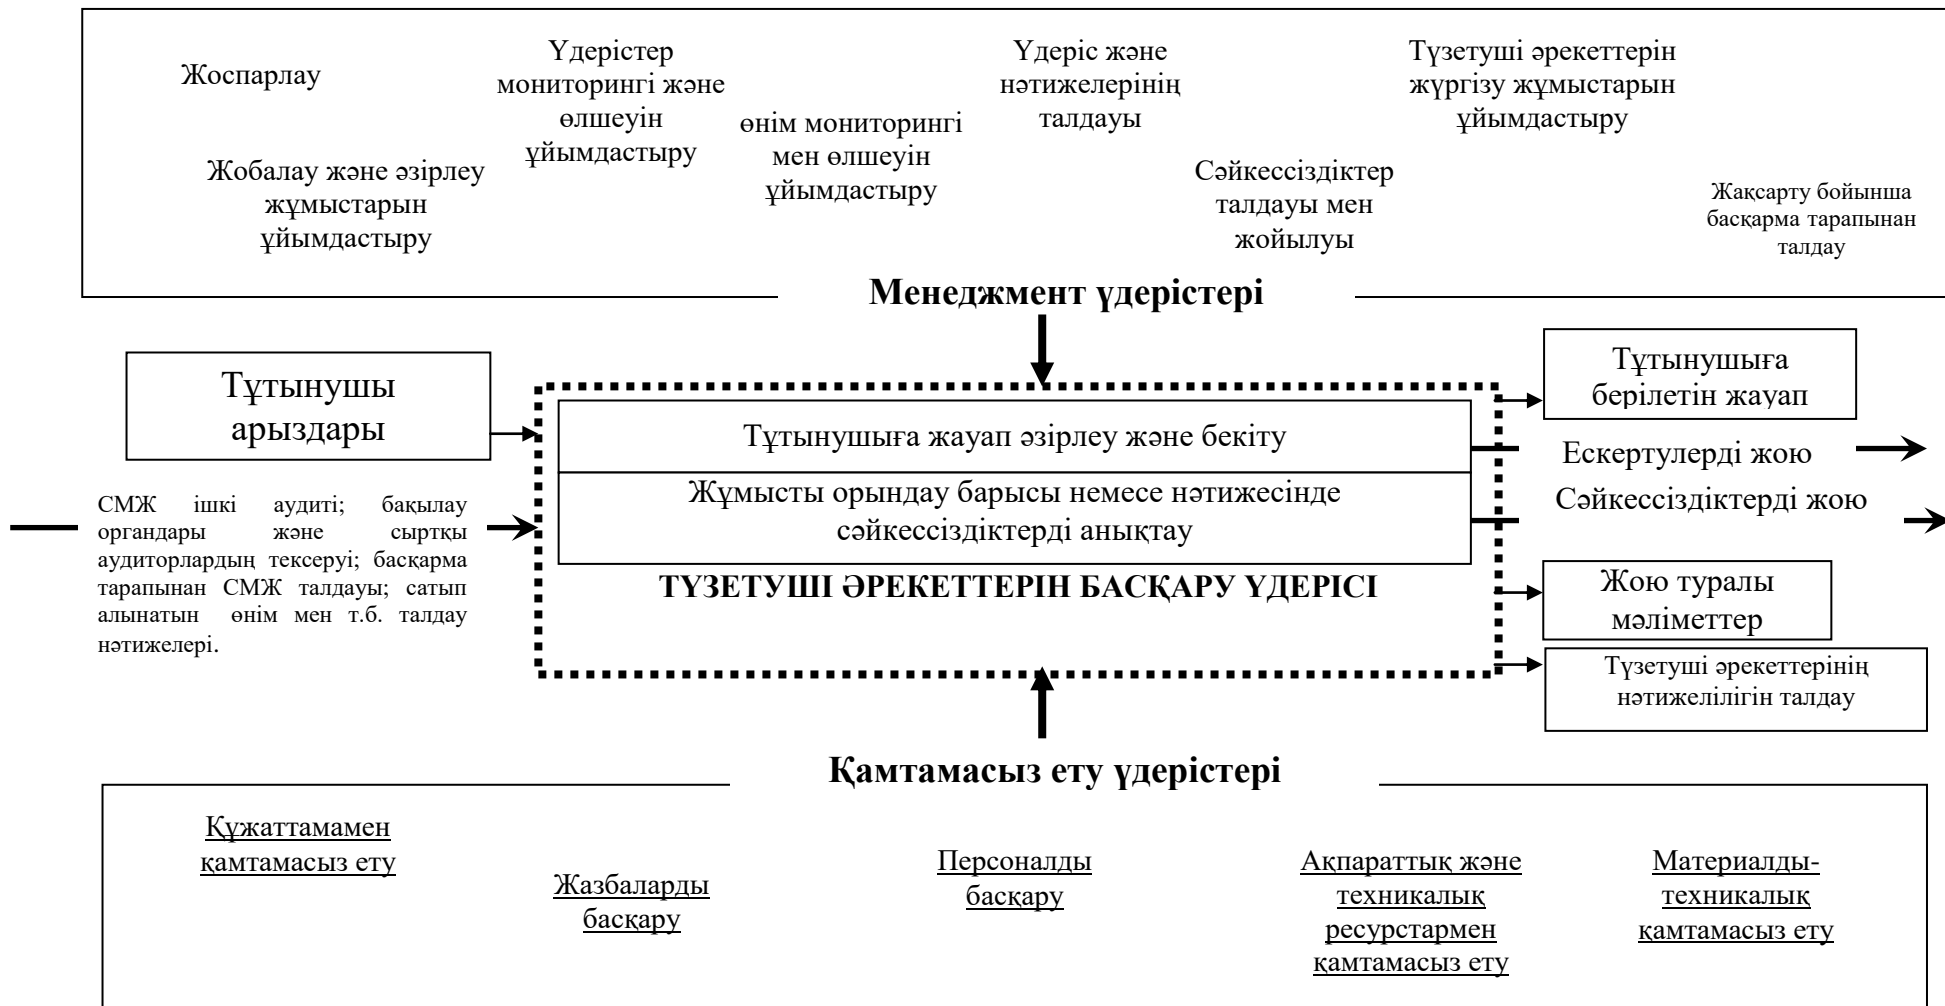 Жоспарлау
Жобалау және әзірлеу
жұмыстарын
ұйымдастыру
Үдерістер
мониторингі және
өлшеуін
ұйымдастыру
өнім мониторингі
мен өлшеуін
ұйымдастыру
Үдеріс және
нәтижелерінің
талдауы
Сәйкессіздіктер
талдауы мен
жойылуы
Түзетуші әрекеттерін
жүргізу жұмыстарын
ұйымдастыру
Жақсарту бойынша
басқарма тарапынан
талдау
Менеджмент үдерістері
Тұтынушы
арыздары
СМЖ ішкі аудиті; бақылау
органдары және сыртқы
аудиторлардың тексеруі; басқарма
тарапынан СМЖ талдауы; сатып
алынатын өнім мен т.б. талдау
нәтижелері.
Тұтынушыға жауап әзірлеу және бекіту
Жұмысты орындау барысы немесе нәтижесінде
сәйкессіздіктерді анықтау
ТҮЗЕТУШІ ӘРЕКЕТТЕРІН БАСҚАРУ ҮДЕРІСІ
Тұтынушыға
берілетін жауап
Ескертулерді жою
Сәйкессіздіктерді жою
Жою туралы
мәліметтер
Түзетуші әрекеттерінің
нәтижелілігін талдау
Қамтамасыз ету үдерістері
Құжаттамамен
қамтамасыз ету
Жазбаларды
басқару
Персоналды
басқару
Ақпараттық және
техникалық
ресурстармен
қамтамасыз ету
Материалды-
техникалық
қамтамасыз ету